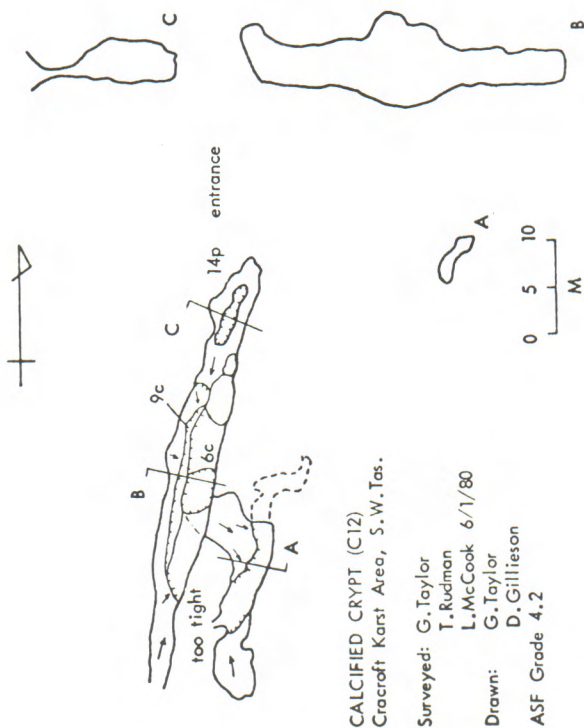 C
B
14p entrance
C
9c
6c
B
A
too tight
A
0 5 10
M
CALCIFIED CRYPT (C12)
Cracroft Karst Area, S.W.Tas.
Surveyed: G.Taylor
T.Rudman
L.McCook 6/1/80
Drawn: G.Taylor
D.Gillieson
ASF Grade 4.2